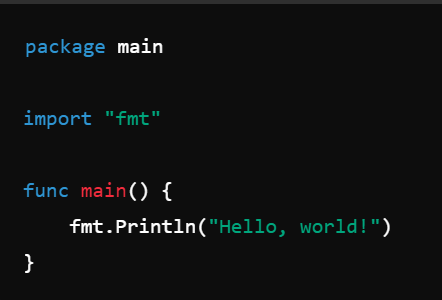 package main
import "fmt"
func main() {
    fmt.Println("Hello, world!")
}